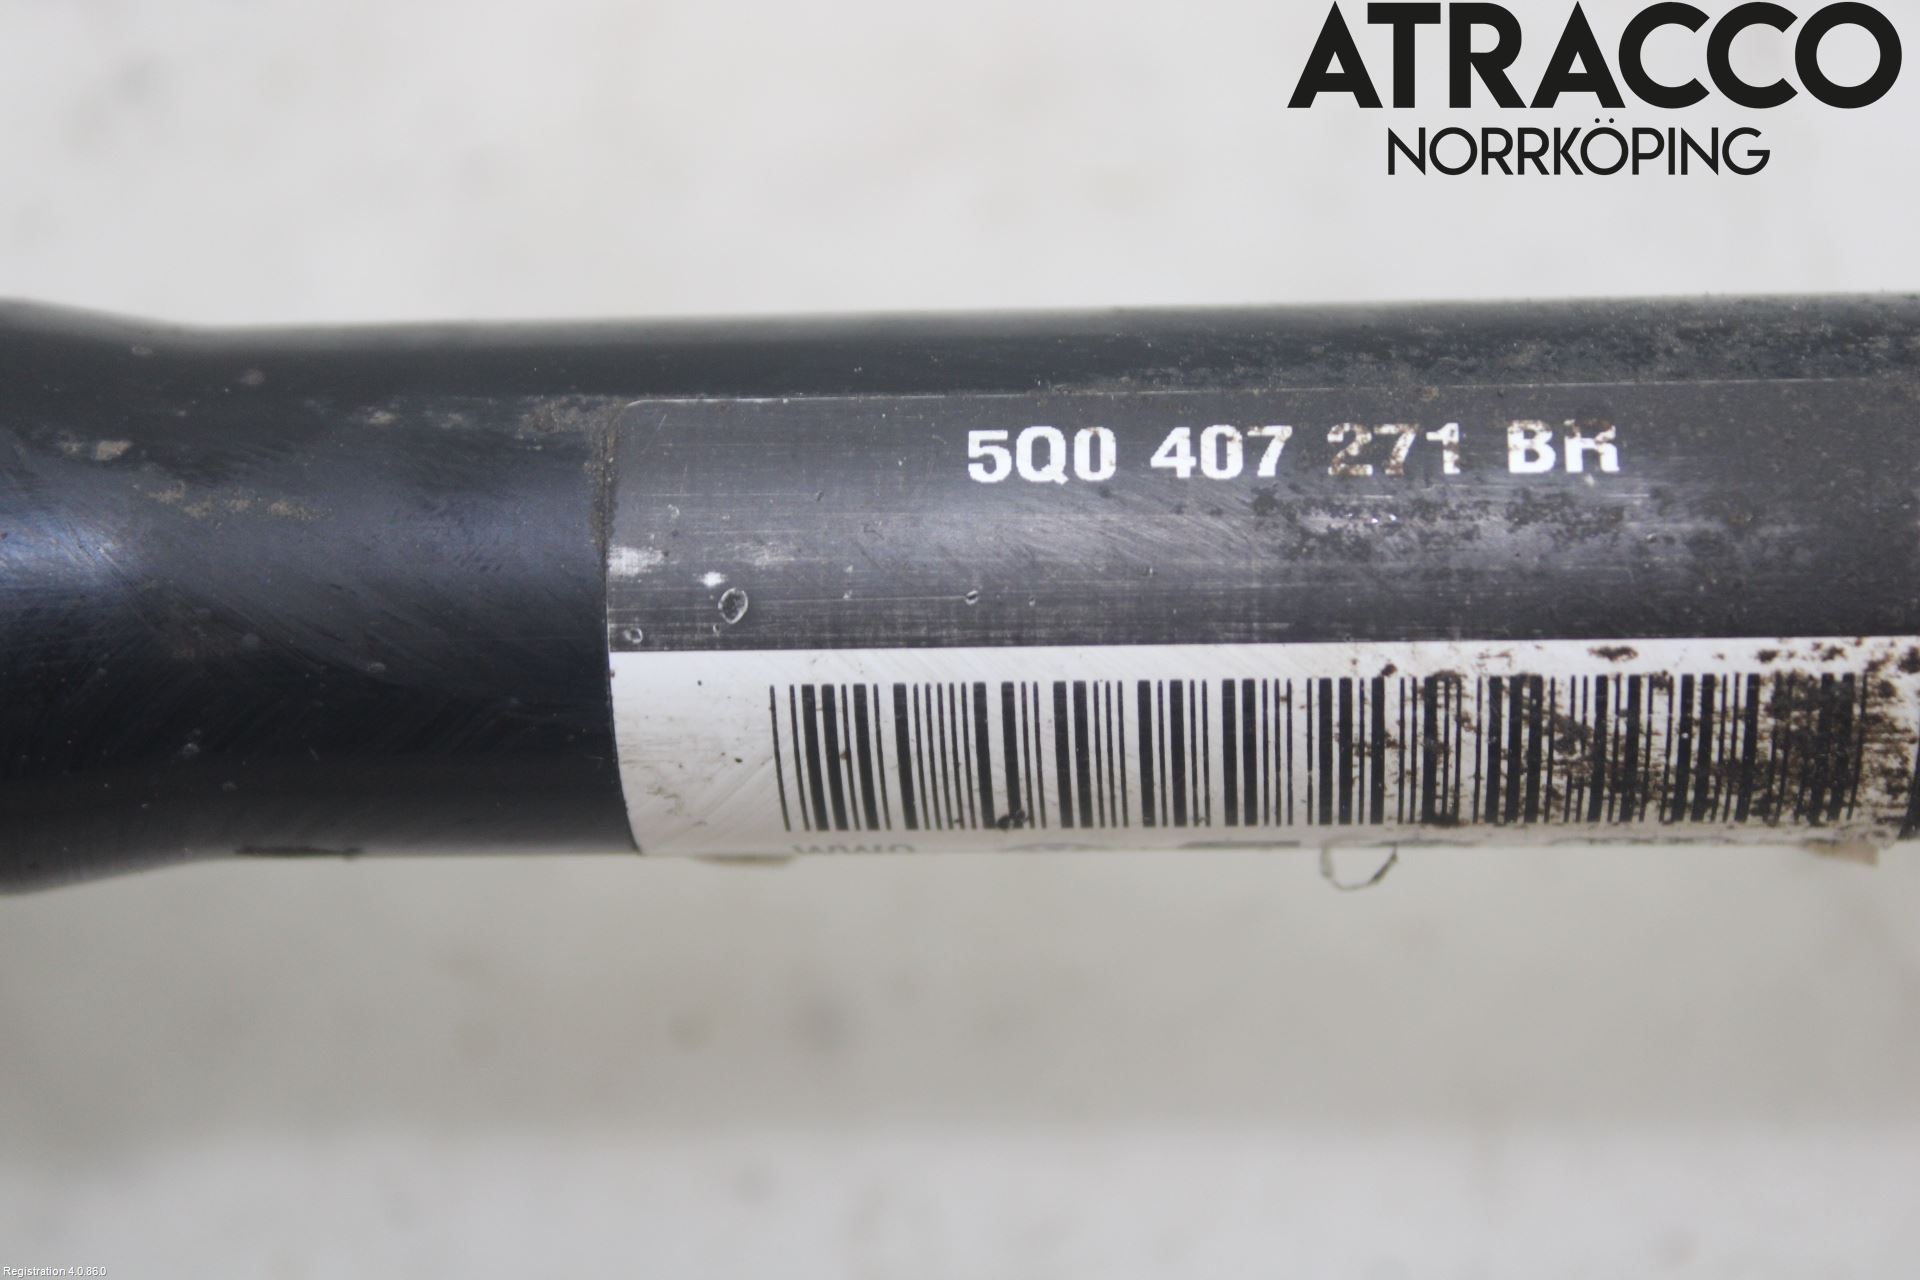 ATRACCO
NORRKÖPING
5Q0 407 271 BR
Registration 4.0.86.0